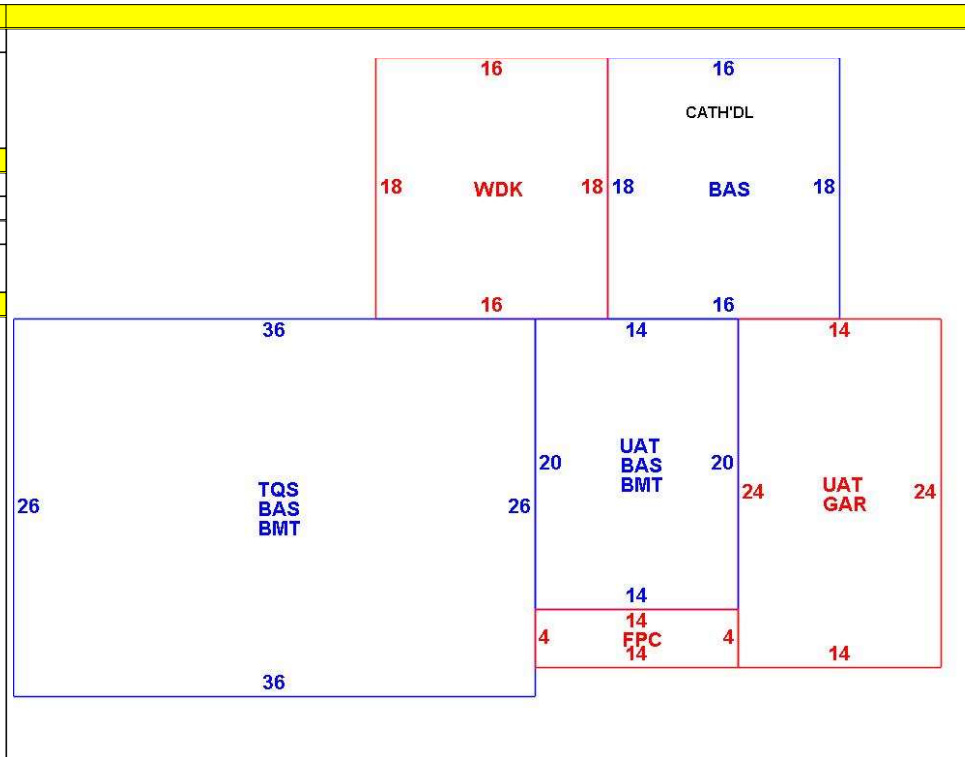 16 16
CATH'DL
18 WDK 18 18 BAS 18
16 16
36 14 14
UAT
BAS
BMT
20 20
TQS
BAS
BMT
26 26
UAT
GAR
24 24
14
14
4 FPC 4
14 14
36